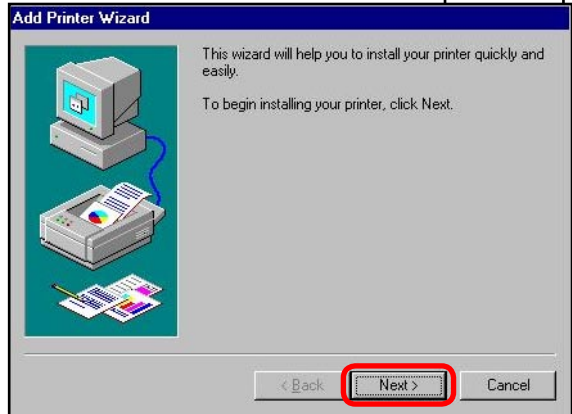 Add Printer Wizard
This wizard will help you to install your printer quickly and
easily.
To begin installing your printer, click Next.
< Back
Next >
Cancel